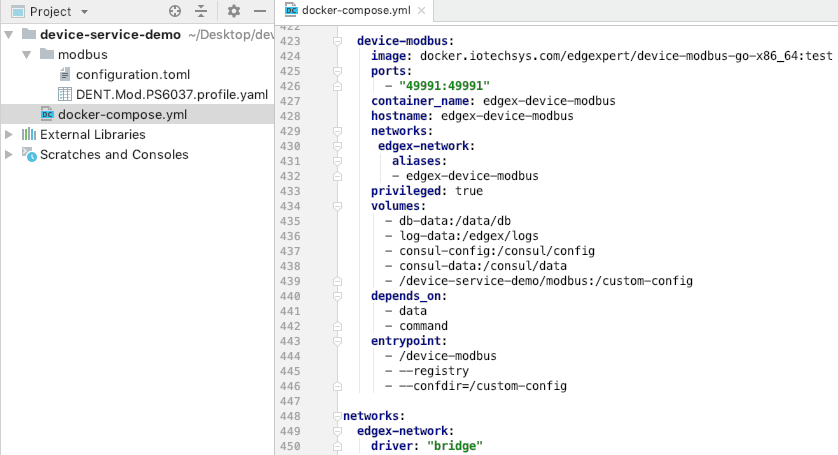 Project
device-service-demo ~/Desktop/dev
modbus
configuration.toml
DENT.Mod.PS6037.profile.yaml
docker-compose.yml
External Libraries
Scratches and Consoles
docker-compose.yml
422
423 device-modbus:
424 image: docker.iotechsys.com/edgexpert/device-modbus-go-x86_64:test
425 ports:
426 - "49991:49991"
427 container_name: edgex-device-modbus
428 hostname: edgex-device-modbus
429 networks:
430 edgex-network:
431 aliases:
432 - edgex-device-modbus
433 privileged: true
434 volumes:
435 - db-data:/data/db
436 - log-data:/edgex/logs
437 - consul-config:/consul/config
438 - consul-data:/consul/data
439 - /device-service-demo/modbus:/custom-config
440 depends_on:
441 - data
442 - command
443 entrypoint:
444 - /device-modbus
445 - --registry
446 - --confdir=/custom-config
447
448 networks:
449 edgex-network:
450 driver: "bridge"